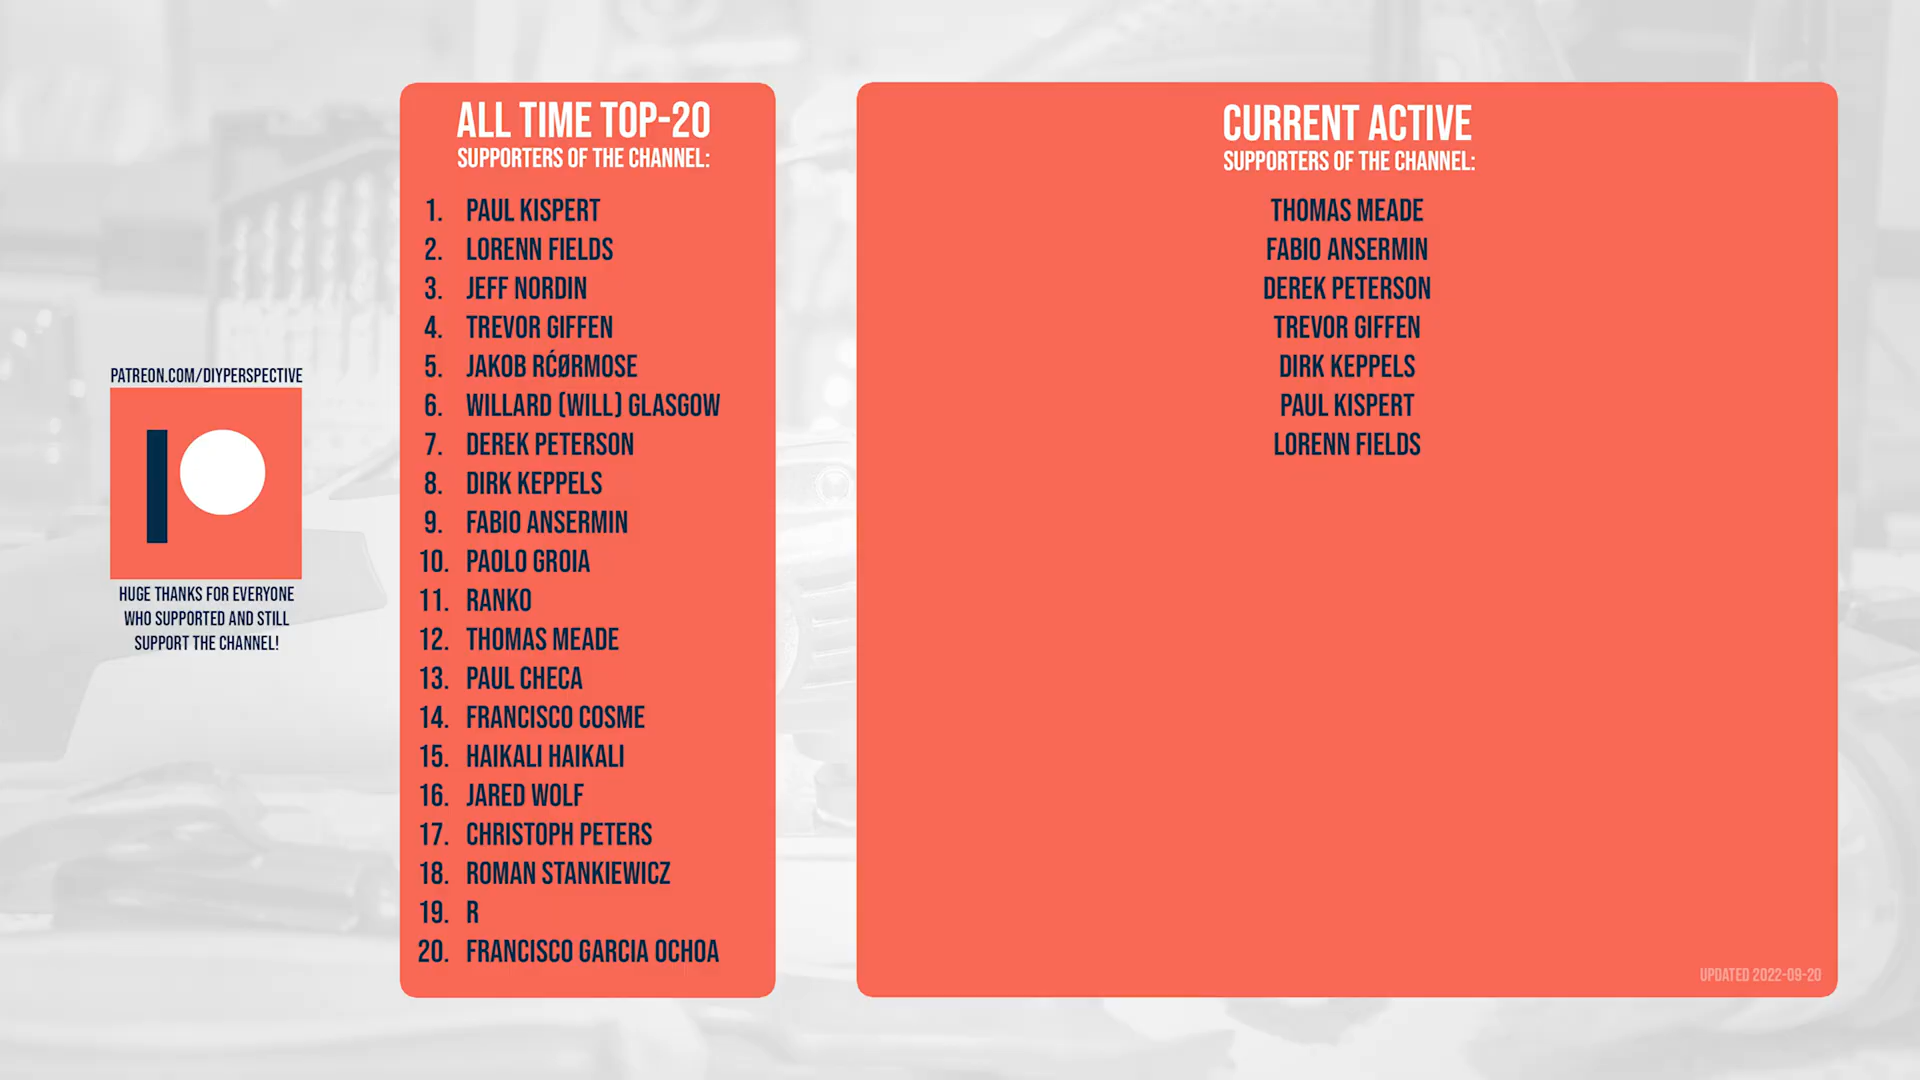 PATREON.COM/DIYPERSPECTIVE
HUGE THANKS FOR EVERYONE
WHO SUPPORTED AND STILL
SUPPORT THE CHANNEL!
ALL TIME TOP-20
SUPPORTERS OF THE CHANNEL:
1. PAUL KISPERT
2. LORENN FIELDS
3. JEFF NORDIN
4. TREVOR GIFFEN
5. JAKOB RĆØRMOSE
6. WILLARD (WILL) GLASGOW
7. DEREK PETERSON
8. DIRK KEPPELS
9. FABIO ANSERMIN
10. PAOLO GROIA
11. RANKO
12. THOMAS MEADE
13. PAUL CHECA
14. FRANCISCO COSME
15. HAIKALI HAIKALI
16. JARED WOLF
17. CHRISTOPH PETERS
18. ROMAN STANKIEWICZ
19. R
20. FRANCISCO GARCIA OCHOA
CURRENT ACTIVE
SUPPORTERS OF THE CHANNEL:
THOMAS MEADE
FABIO ANSERMIN
DEREK PETERSON
TREVOR GIFFEN
DIRK KEPPELS
PAUL KISPERT
LORENN FIELDS
UPDATED 2022-09-20